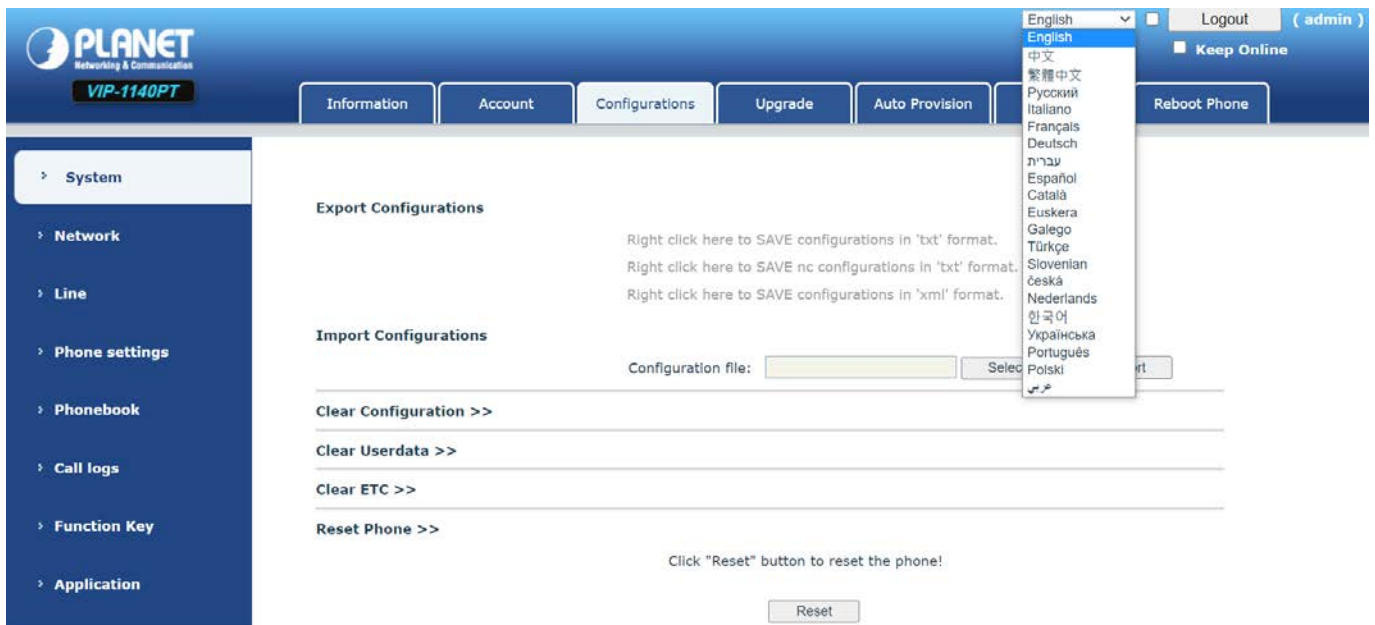 PLANET
Networking & Communication
VIP-1140PT
English
Logout
( admin )
Keep Online
English
中文
繁體中文
Русский
Italiano
Français
Deutsch
עברית
Español
Català
Euskera
Galego
Türkçe
Slovenian
česká
Nederlands
한국어
Українська
Português
Polski
عربي
Information
Account
Configurations
Upgrade
Auto Provision
Reboot Phone
System
Network
Line
Phone settings
Phonebook
Call logs
Function Key
Application
Export Configurations
Right click here to SAVE configurations in 'txt' format.
Right click here to SAVE nc configurations in 'txt' format.
Right click here to SAVE configurations in 'xml' format.
Import Configurations
Configuration file:
Clear Configuration >>
Clear Userdata >>
Clear ETC >>
Reset Phone >>
Click "Reset" button to reset the phone!
Reset